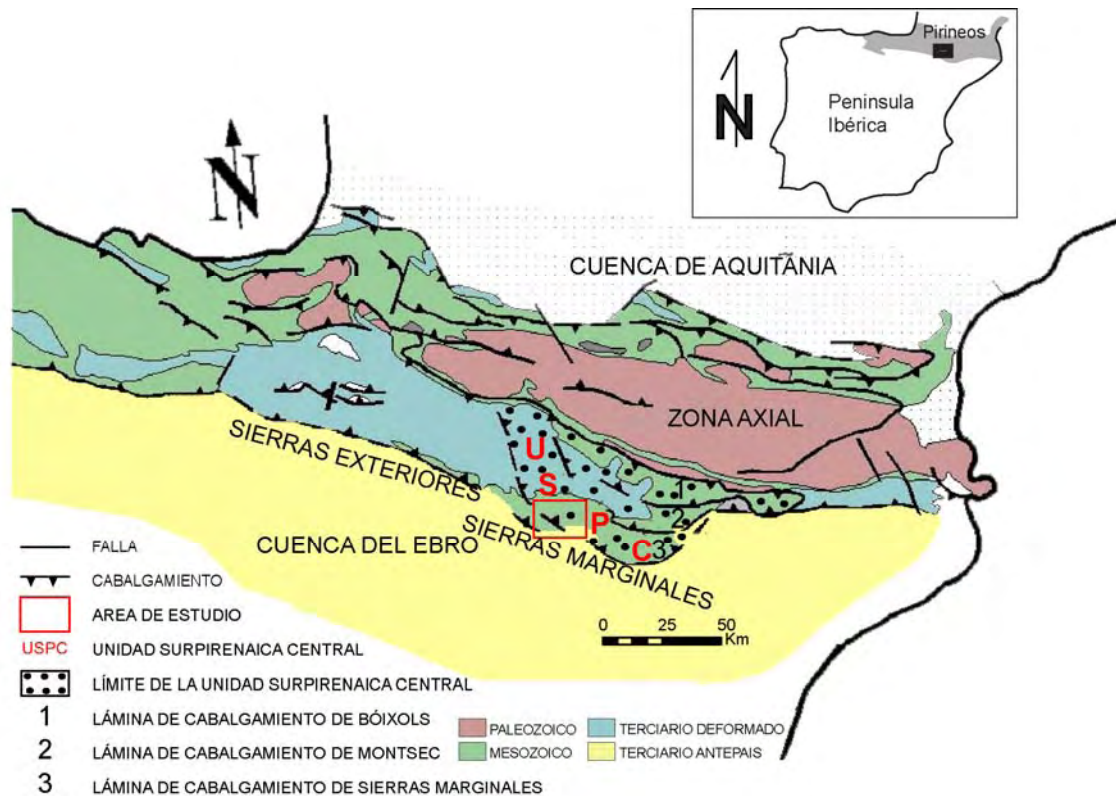 Pirineos
N
Peninsula
Ibérica
N
CUENCA DE AQUITÂNIA
ZONA AXIAL
SIERRAS EXTERIORES
U
S
P
C
1
2
3
CUENCA DEL EBRO
SIERRAS MARGINALES
0 25 50
Km
FALLA
CABALGAMIENTO
AREA DE ESTUDIO
USPC UNIDAD SURPIRENAICA CENTRAL
LÍMITE DE LA UNIDAD SURPIRENAICA CENTRAL
1 LÁMINA DE CABALGAMIENTO DE BÓIXOLS
2 LÁMINA DE CABALGAMIENTO DE MONTSEC
3 LÁMINA DE CABALGAMIENTO DE SIERRAS MARGINALES
PALEOZOICO TERCIARIO DEFORMADO
MESOZOICO TERCIARIO ANTEPAIS